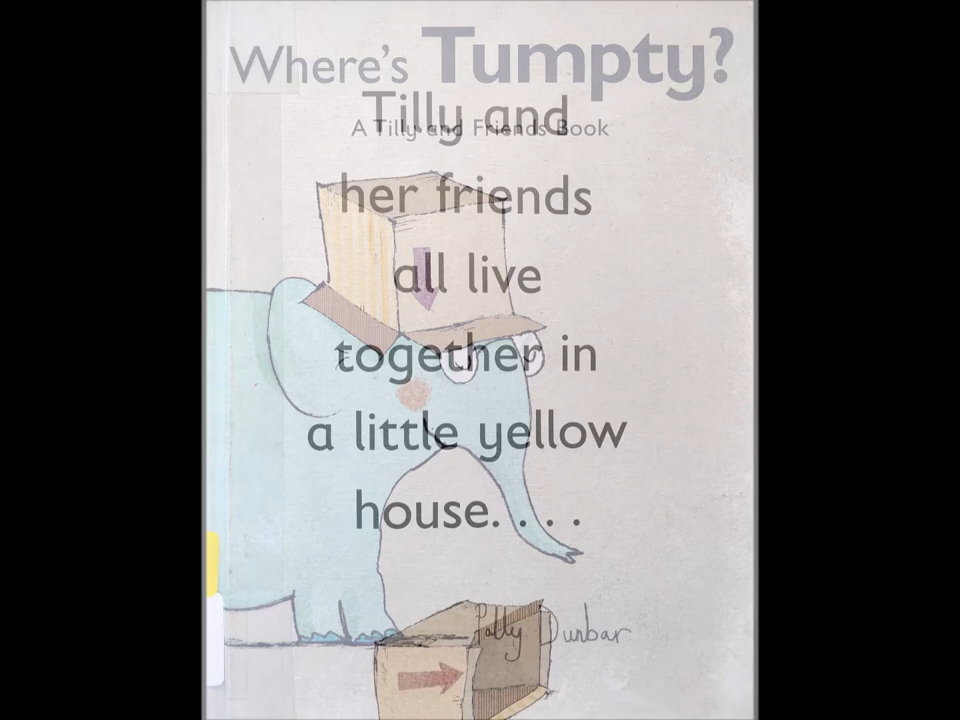 Where's Tumpty?
A Tilly and Friends Book
Tilly and
her friends
all live
together in
a little yellow
house. . . .
Polly Dunbar